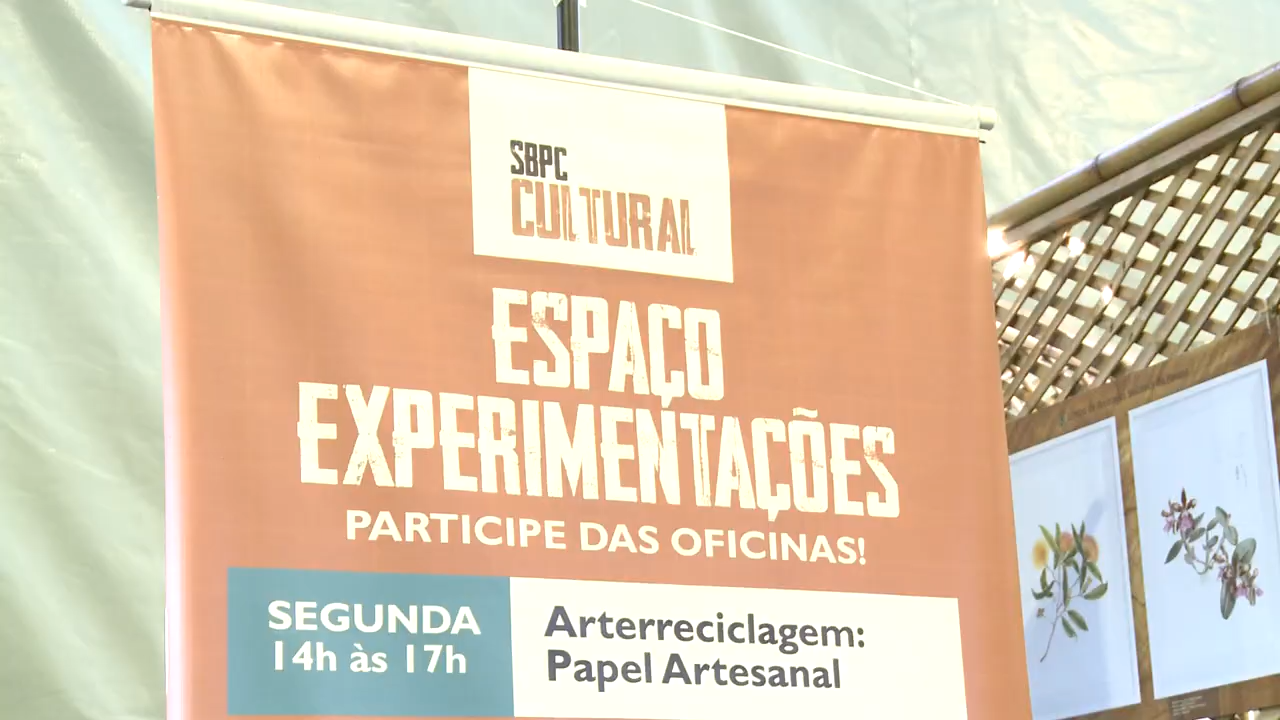 SBPC
CULTURAL
ESPAÇO
EXPERIMENTAÇÕES
PARTICIPE DAS OFICINAS!
SEGUNDA
14h às 17h
Arterreciclagem:
Papel Artesanal